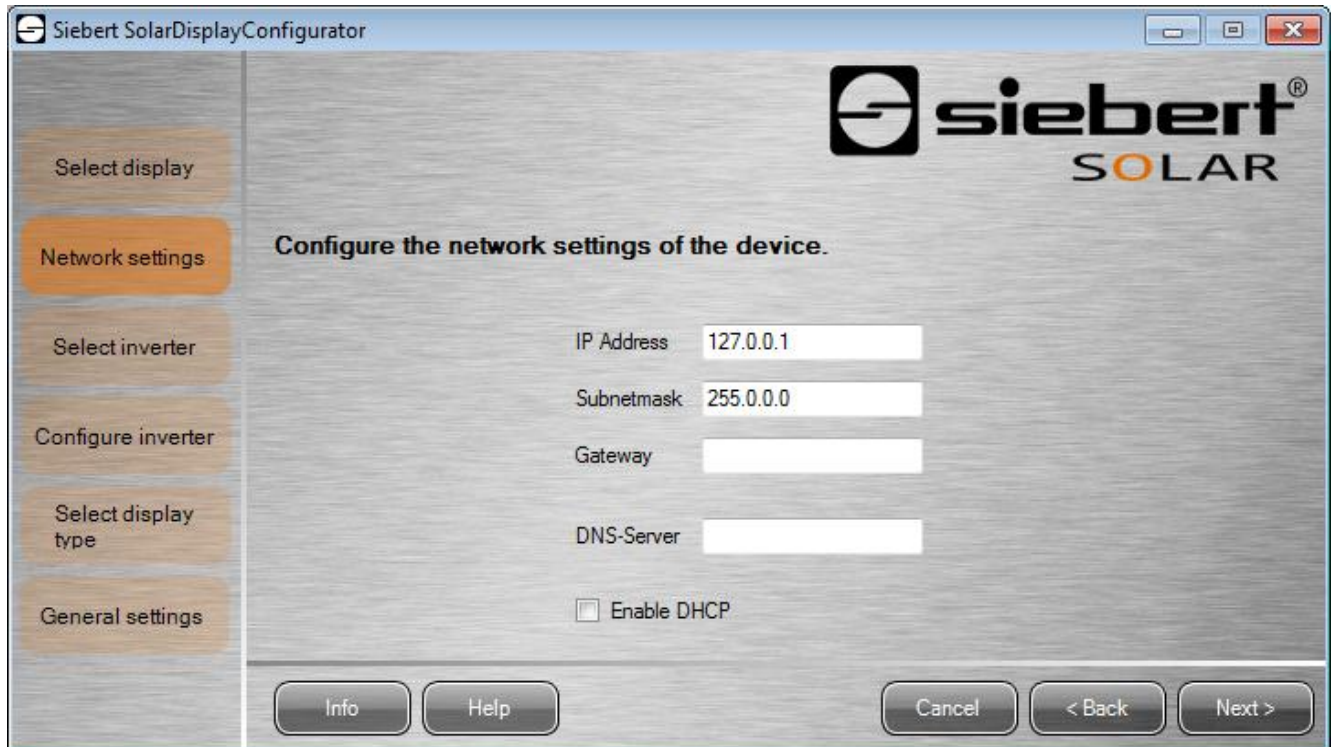 Siebert SolarDisplayConfigurator
siebert®
SOLAR
Select display
Network settings
Select inverter
Configure inverter
Select display
type
General settings
Configure the network settings of the device.
IP Address 127.0.0.1
Subnetmask 255.0.0.0
Gateway
DNS-Server
Enable DHCP
Info Help Cancel < Back Next >